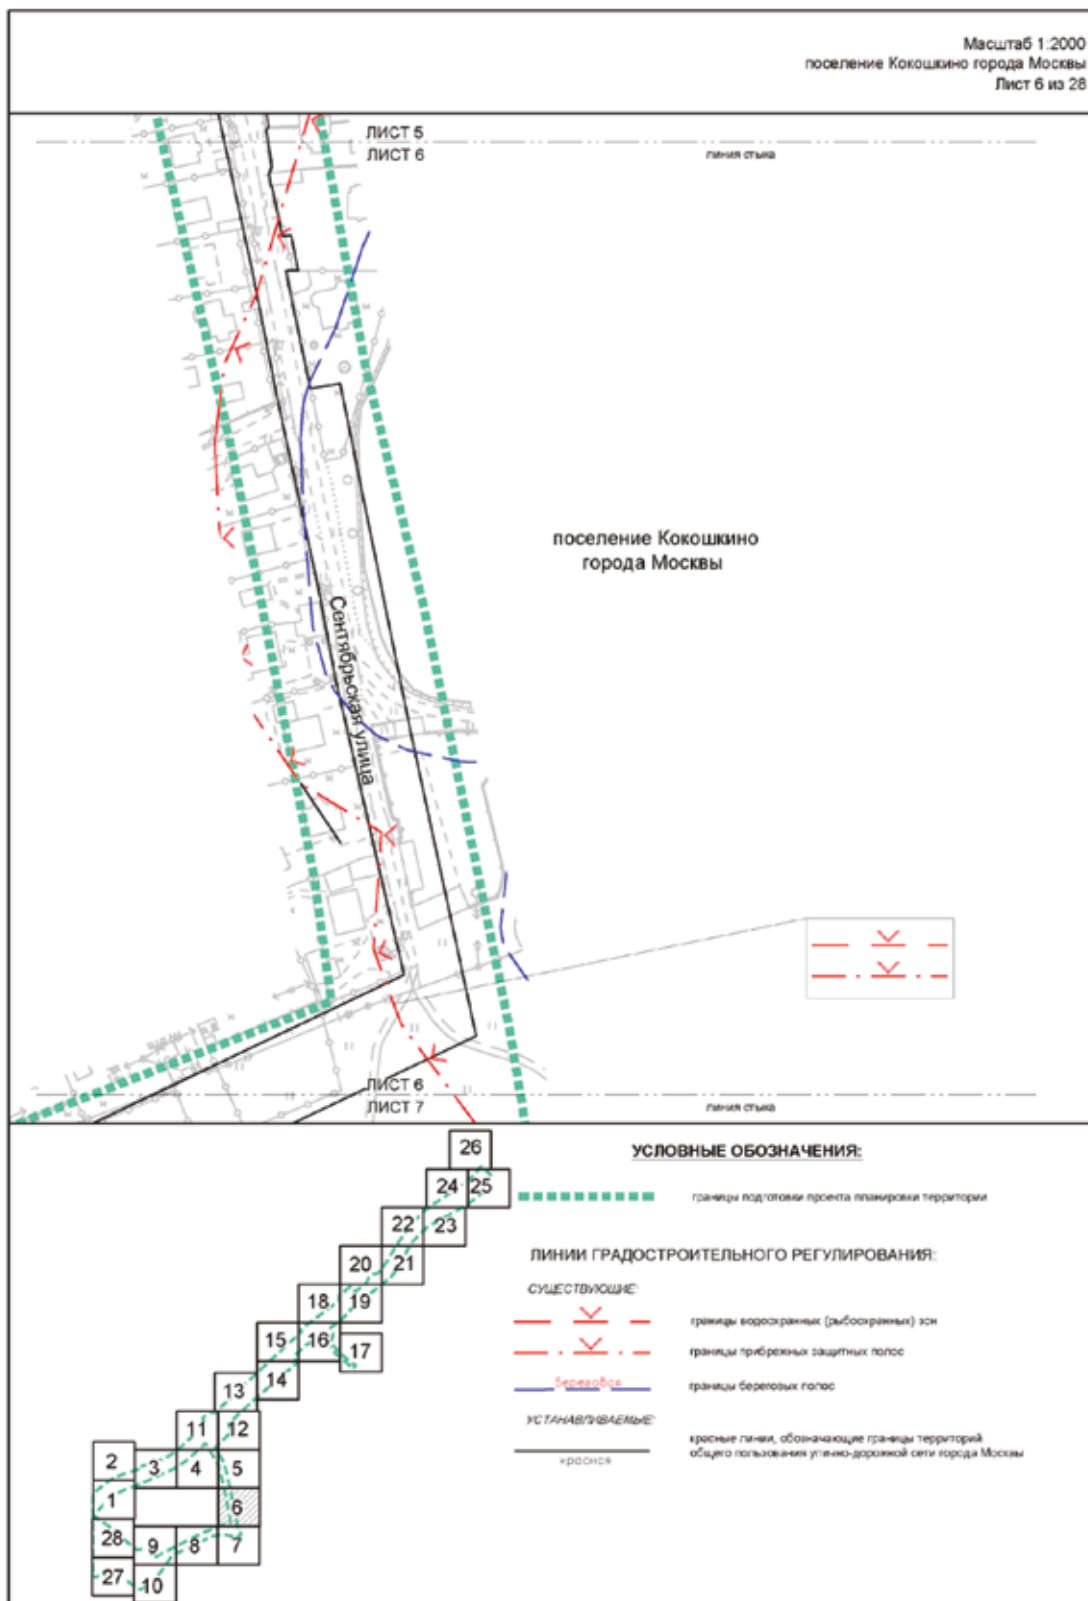 Масштаб 1:2000
поселение Кокошкино города Москвы
Лист 6 из 28
ЛИСТ 5
ЛИСТ 6
линия стыка
поселение Кокошкино
города Москвы
Сентябрьская улица
ЛИСТ 6
ЛИСТ 7
линия стыка
26
24
25
22
23
20
21
18
19
15
16
17
14
13
11
12
2
3
4
5
1
6
28
9
8
7
27
10
УСЛОВНЫЕ ОБОЗНАЧЕНИЯ:
границы подготовки проекта планировки территории
ЛИНИИ ГРАДОСТРОИТЕЛЬНОГО РЕГУЛИРОВАНИЯ:
СУЩЕСТВУЮЩИЕ:
границы водоохранных (рыбоохранных) зон
границы прибрежных защитных полос
береговая
границы береговых полос
УСТАНАВЛИВАЕМЫЕ:
красная
красные линии, обозначающие границы территорий
общего пользования улично-дорожной сети города Москвы